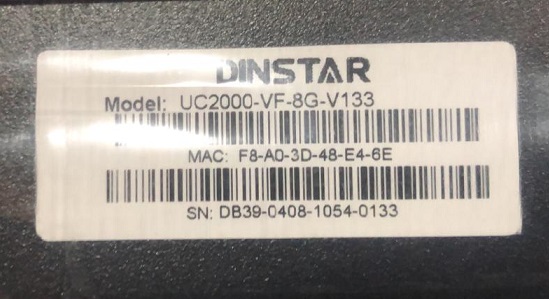 DINSTAR
Model: UC2000-VF-8G-V133
MAC: F8-A0-3D-48-E4-6E
SN: DB39-0408-1054-0133